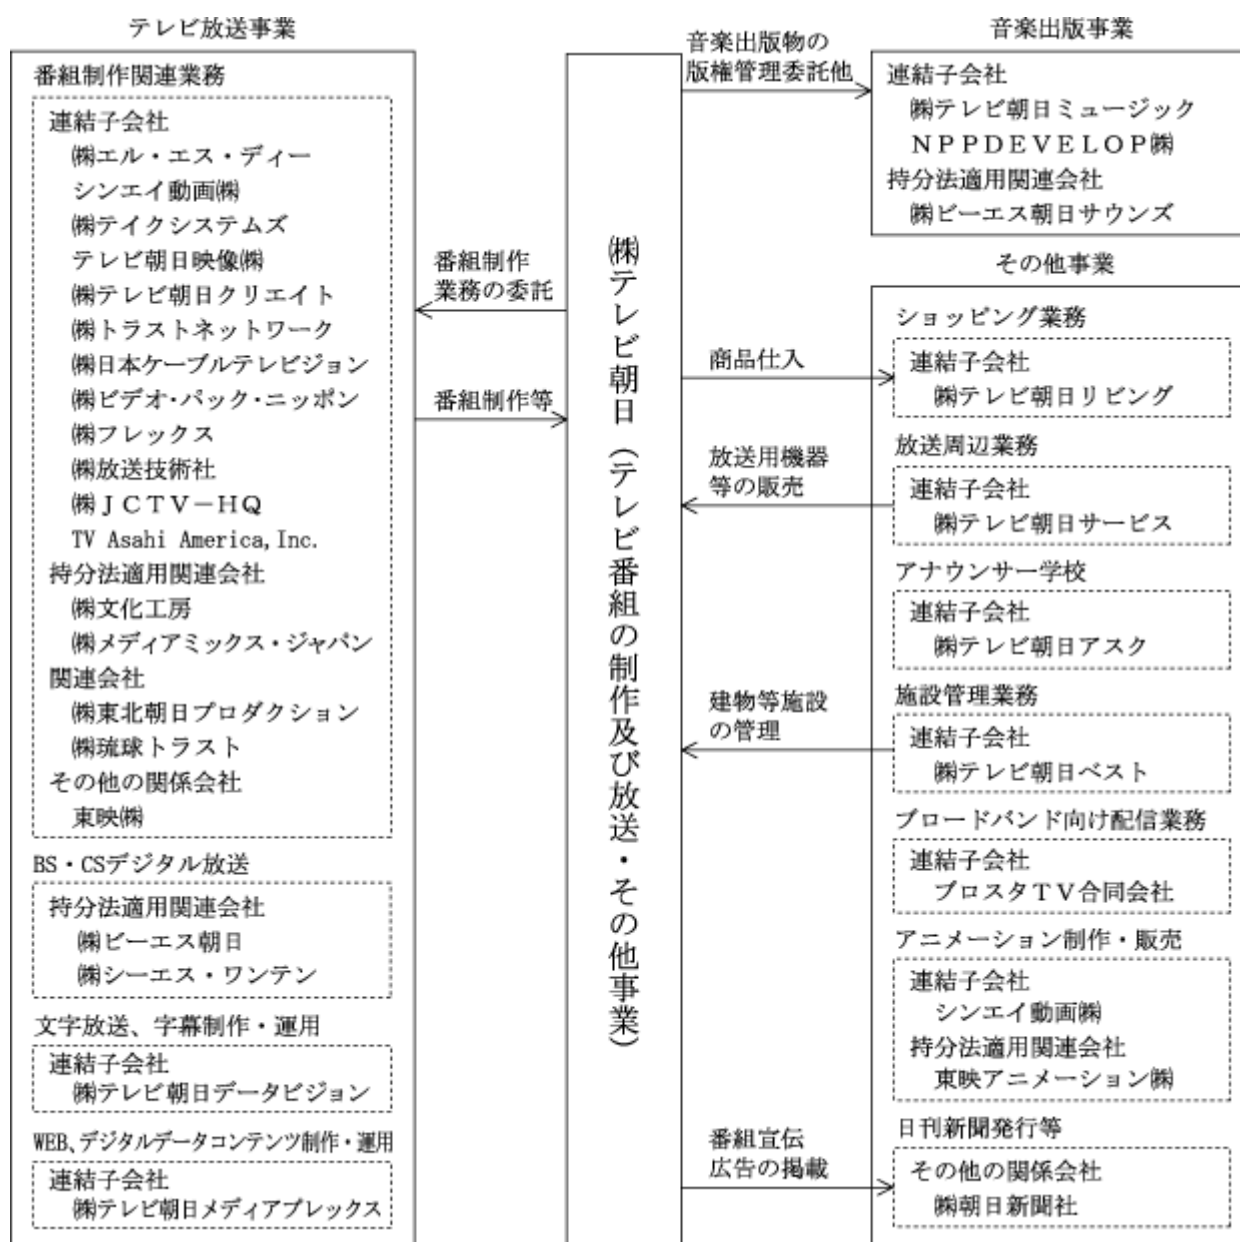 テレビ放送事業
番組制作関連業務
連結子会社
㈱エル・エス・ディー
シンエイ動画㈱
㈱テイクシステムズ
テレビ朝日映像㈱
㈱テレビ朝日クリエイト
㈱トラストネットワーク
㈱日本ケーブルテレビジョン
㈱ビデオ・パック・ニッポン
㈱フレックス
㈱放送技術社
㈱ＪＣＴＶ－ＨＱ
TV Asahi America, Inc.
持分法適用関連会社
㈱文化工房
㈱メディアミックス・ジャパン
関連会社
㈱東北朝日プロダクション
㈱琉球トラスト
その他の関係会社
東映㈱
BS・CSデジタル放送
持分法適用関連会社
㈱ビーエス朝日
㈱シーエス・ワンテン
文字放送、字幕制作・運用
連結子会社
㈱テレビ朝日データビジョン
WEB、デジタルデータコンテンツ制作・運用
連結子会社
㈱テレビ朝日メディアプレックス
番組制作
業務の委託
番組制作等
㈱テレビ朝日（テレビ番組の制作及び放送・その他事業）
音楽出版物の
版権管理委託他
商品仕入
放送用機器
等の販売
建物等施設
の管理
番組宣伝
広告の掲載
音楽出版事業
連結子会社
㈱テレビ朝日ミュージック
ＮＰＰＤＥＶＥＬＯＰ㈱
持分法適用関連会社
㈱ビーエス朝日サウンズ
その他事業
ショッピング業務
連結子会社
㈱テレビ朝日リビング
放送周辺業務
連結子会社
㈱テレビ朝日サービス
アナウンサー学校
連結子会社
㈱テレビ朝日アスク
施設管理業務
連結子会社
㈱テレビ朝日ベスト
ブロードバンド向け配信業務
連結子会社
ブロスタＴＶ合同会社
アニメーション制作・販売
連結子会社
シンエイ動画㈱
持分法適用関連会社
東映アニメーション㈱
日刊新聞発行等
その他の関係会社
㈱朝日新聞社